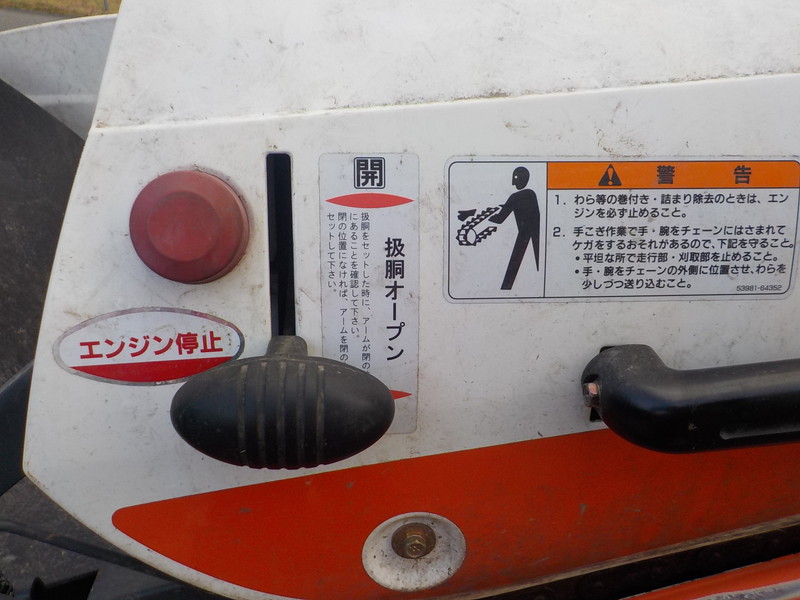 エンジン停止
開
扱胴オープン
扱胴をセットした時に、アームが閉の
にあることを確認して下さい。
閉の位置になければ、アームを閉の
セットして下さい。
警告
1. わら等の巻付き・詰まり除去のときは、エン
ジンを必ず止めること。
2. 手こぎ作業で手・腕をチェーンにはさまれて
ケガをするおそれがあるので、下記を守ること。
・平坦な所で走行部・刈取部を止めること。
・手・腕をチェーンの外側に位置させ、わらを
少しづつ送り込むこと。
53981-64352